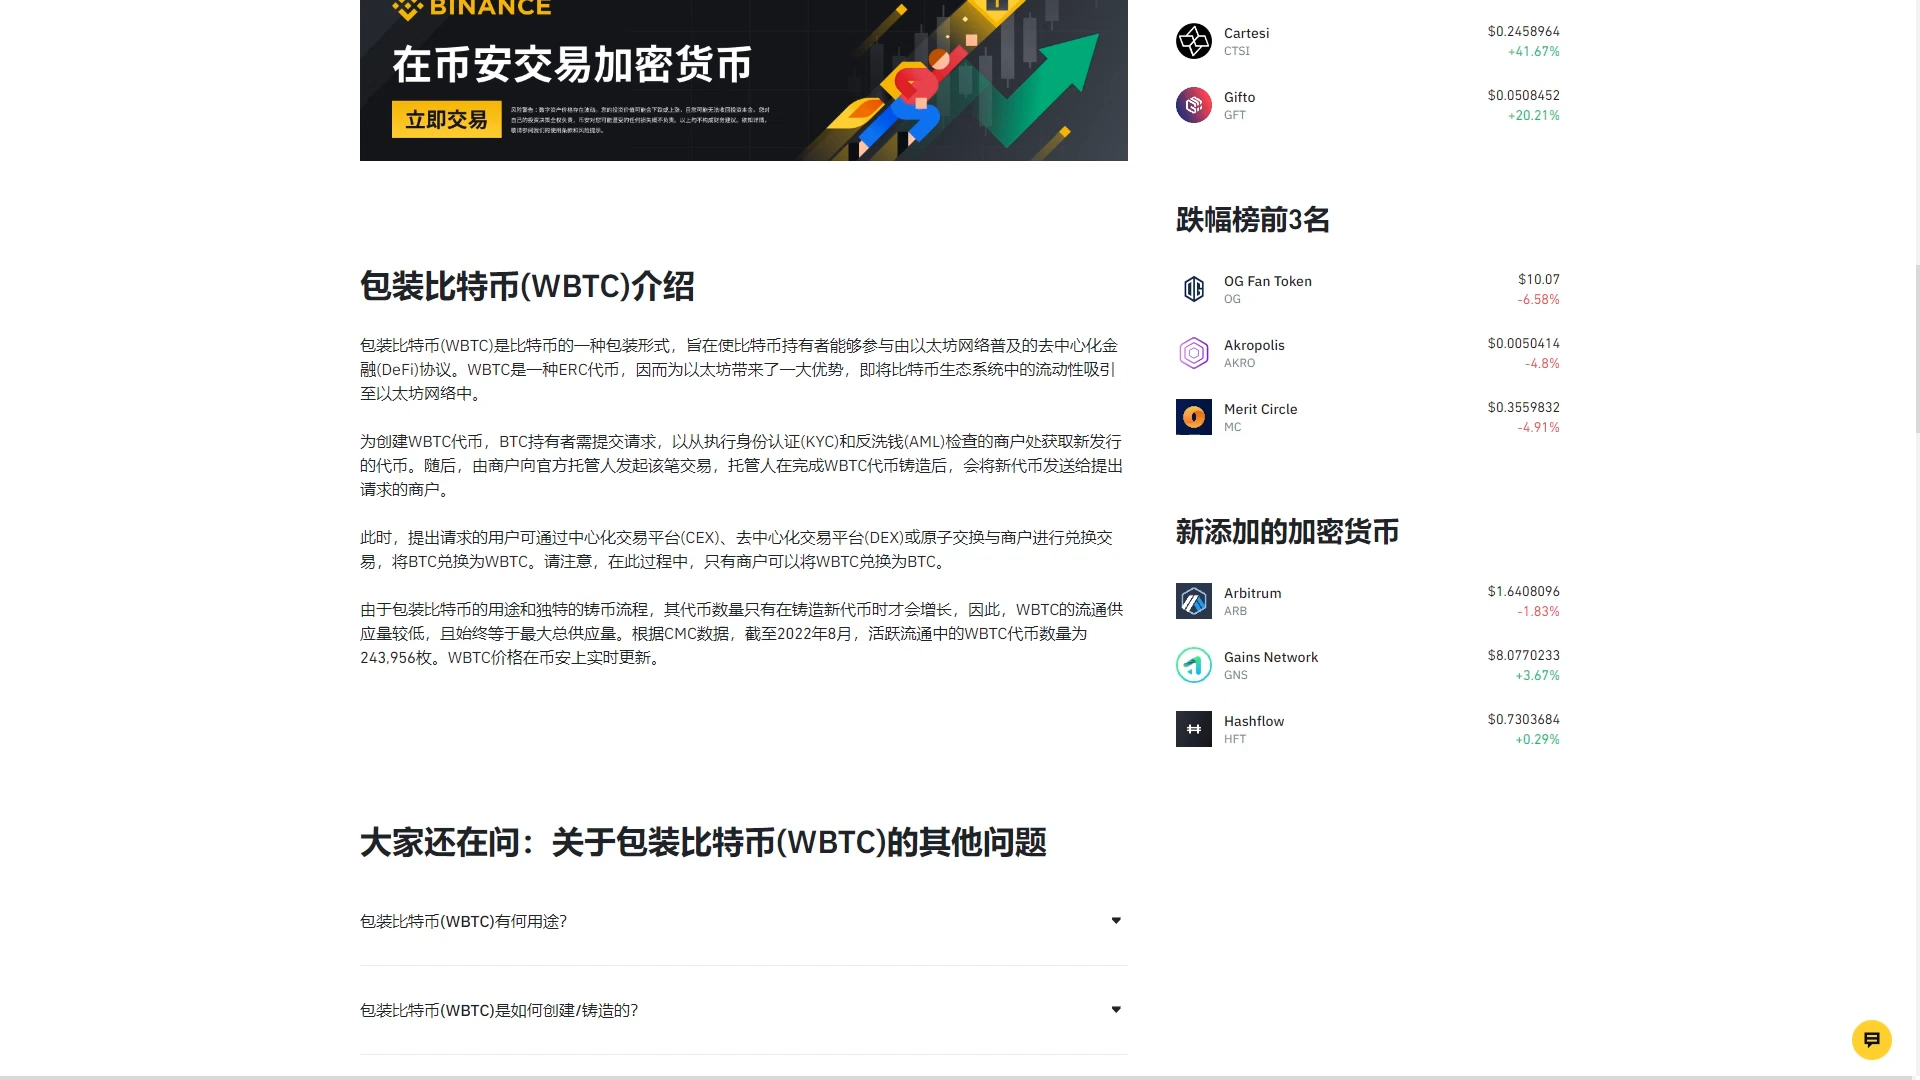 BINANCE
在币安交易加密货币
立即交易
包装比特币(WBTC)介绍
包装比特币(WBTC)是比特币的一种包装形式，旨在使比特币持有者能够参与由以太坊网络普及的去中心化金
融(DeFi)协议。WBTC是一种ERC代币，因而为以太坊带来了一大优势，即将比特币生态系统中的流动性吸引
至以太坊网络中。
为创建WBTC代币，BTC持有者需提交请求，以从执行身份认证(KYC)和反洗钱(AML)检查的商户处获取新发行
的代币。随后，由商户向官方托管人发起该笔交易，托管人在完成WBTC代币铸造后，会将新代币发送给提出
请求的商户。
此时，提出请求的用户可通过中心化交易平台(CEX)、去中心化交易平台(DEX)或原子交换与商户进行兑换交
易，将BTC兑换为WBTC。请注意，在此过程中，只有商户可以将WBTC兑换为BTC。
由于包装比特币的用途和独特的铸币流程，其代币数量只有在铸造新代币时才会增长，因此，WBTC的流通供
应量较低，且始终等于最大总供应量。根据CMC数据，截至2022年8月，活跃流通中的WBTC代币数量为
243,956枚。WBTC价格在币安上实时更新。
大家还在问：关于包装比特币(WBTC)的其他问题
包装比特币(WBTC)有何用途?
包装比特币(WBTC)是如何创建/铸造的?
Cartesi
CTSI
$0.2458964
+41.67%
Gifto
GFT
$0.0508452
+20.21%
跌幅榜前3名
OG Fan Token
OG
$10.07
-6.58%
Akropolis
AKRO
$0.0050414
-4.8%
Merit Circle
MC
$0.3559832
-4.91%
新添加的加密货币
Arbitrum
ARB
$1.6408096
-1.83%
Gains Network
GNS
$8.0770233
+3.67%
Hashflow
HFT
$0.7303684
+0.29%